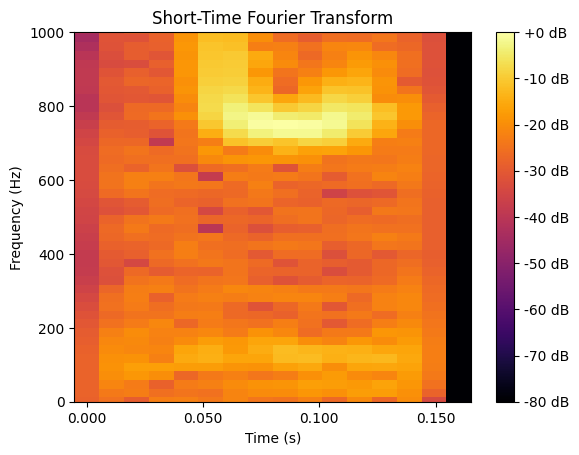 Short-Time Fourier Transform
Frequency (Hz)
1000
800
600
400
200
0
0.000
0.050
0.100
0.150
Time (s)
+0 dB
-10 dB
-20 dB
-30 dB
-40 dB
-50 dB
-60 dB
-70 dB
-80 dB